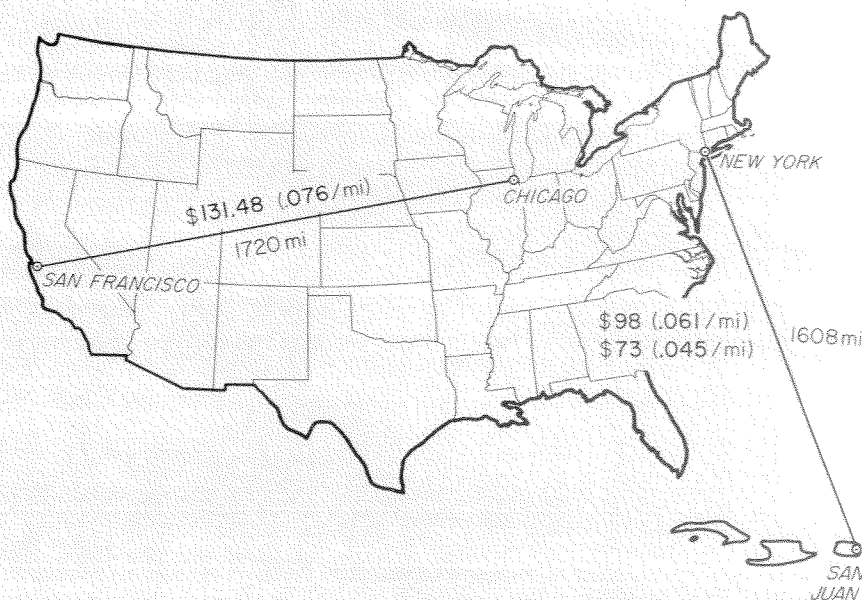 NEW YORK
CHICAGO
$131.48 (.076/mi)
1720 mi
SAN FRANCISCO
$98 (.061/mi)
$73 (.045/mi)
1608 mi
SAN
JUAN